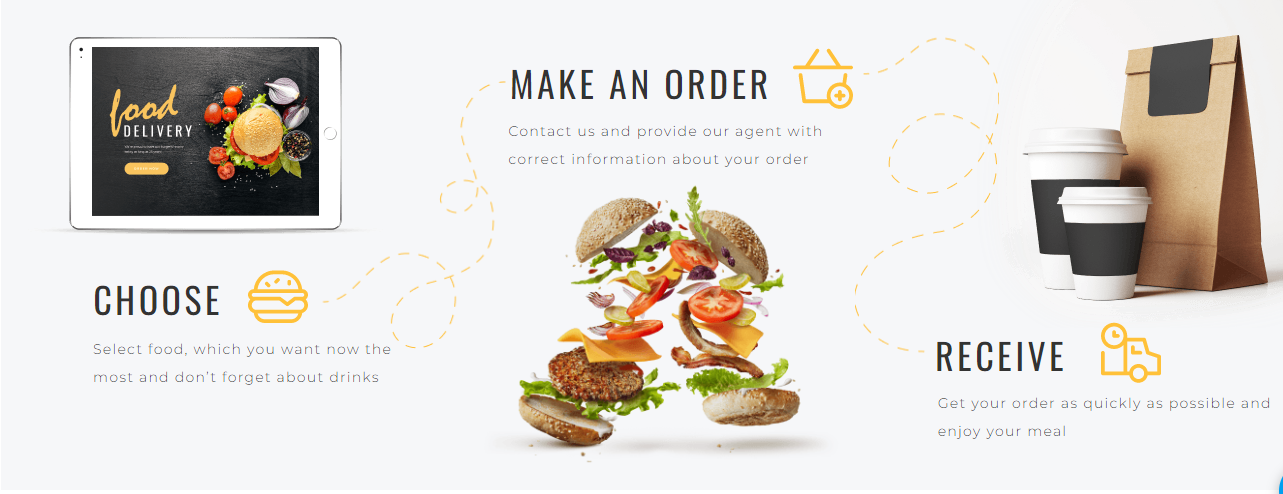 food
DELIVERY
CHOOSE
Select food, which you want now the
most and don't forget about drinks
MAKE AN ORDER
Contact us and provide our agent with
correct information about your order
RECEIVE
Get your order as quickly as possible and
enjoy your meal